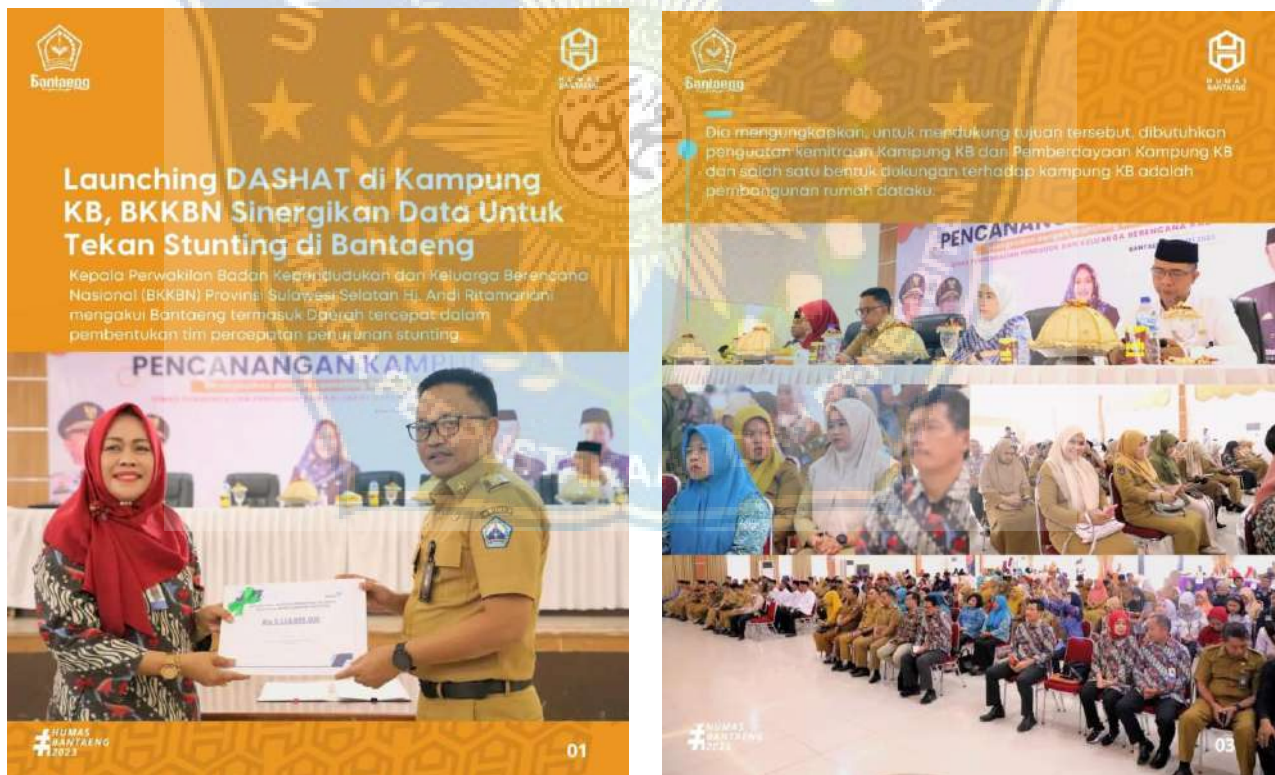 Bantaeng
HUMAS
BANTAENG
Launching DASHAT di Kampung
KB, BKKBN Sinergikan Data Untuk
Tekan Stunting di Bantaeng
Kepala Perwakilan Badan Kependudukan dan Keluarga Berencana
Nasional (BKKBN) Provinsi Sulawesi Selatan Hj. Andi Ritamariani
mengakui Bantaeng termasuk Daerah tercepat dalam
pembentukan tim percepatan penurunan stunting.
PENCANANGAN KAMPU
HUMAS
BANTAENG
2023
01
Bantaeng
HUMAS
BANTAENG
Dia mengungkapkan, untuk mendukung tujuan tersebut, dibutuhkan
penguatan kemitraan Kampung KB dan Pemberdayaan Kampung KB
dan salah satu bentuk dukungan terhadap kampung KB adalah
pembangunan rumah dataku.
PENCANANG
KELUARGA BERENCANA
HUMAS
BANTAENG
2023
03